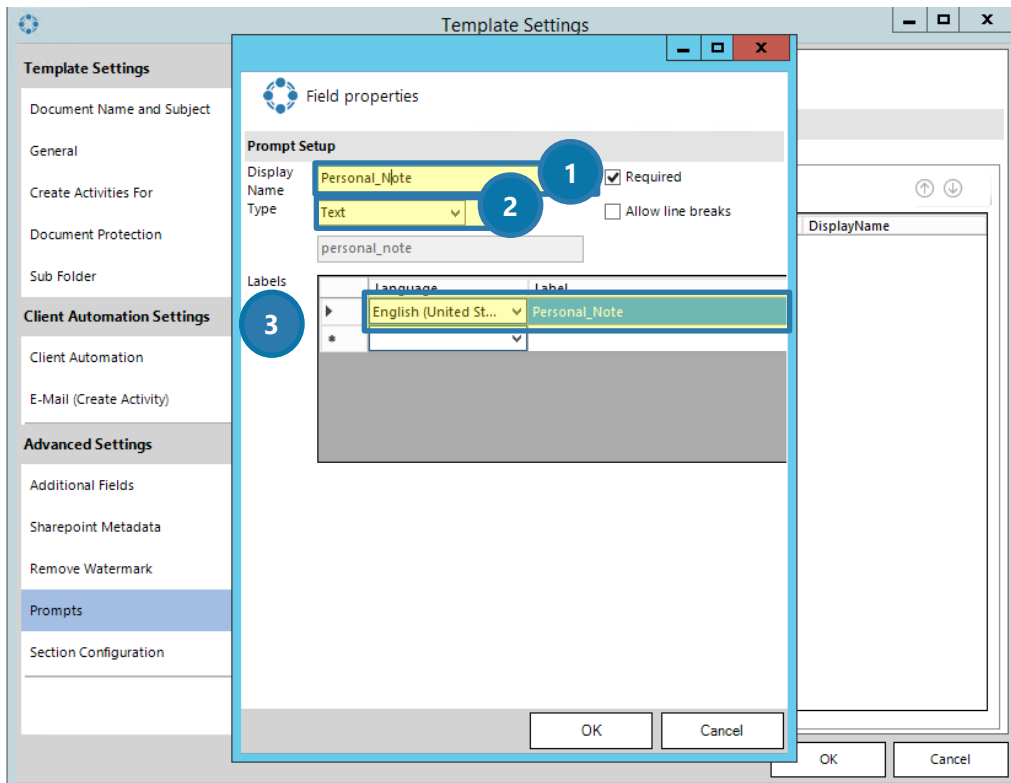 Template Settings
Template Settings
Document Name and Subject
General
Create Activities For
Document Protection
Sub Folder
Client Automation Settings
Client Automation
E-Mail (Create Activity)
Advanced Settings
Additional Fields
Sharepoint Metadata
Remove Watermark
Prompts
Section Configuration
x
Field properties
Prompt Setup
Display Name
Personal_Note
1
Required
Type
Text
2
Allow line breaks
personal_note
Labels
Language Label
3
English (United St... Personal_Note
OK Cancel
x
DisplayName
OK Cancel